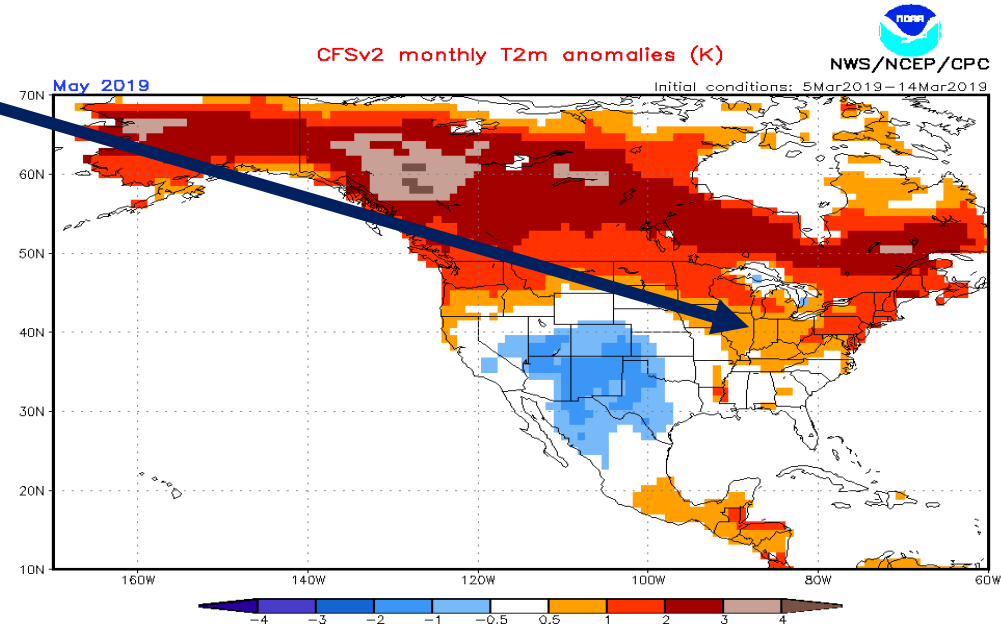 NOAA
NWS/NCEP/CPC
CFSv2 monthly T2m anomalies (K)
May 2019
Initial conditions: 5Mar2019-14Mar2019
70N
60N
50N
40N
30N
20N
10N
160W 140W 120W 100W 80W 60W
-4 -3 -2 -1 -0.5 0.5 1 2 3 4